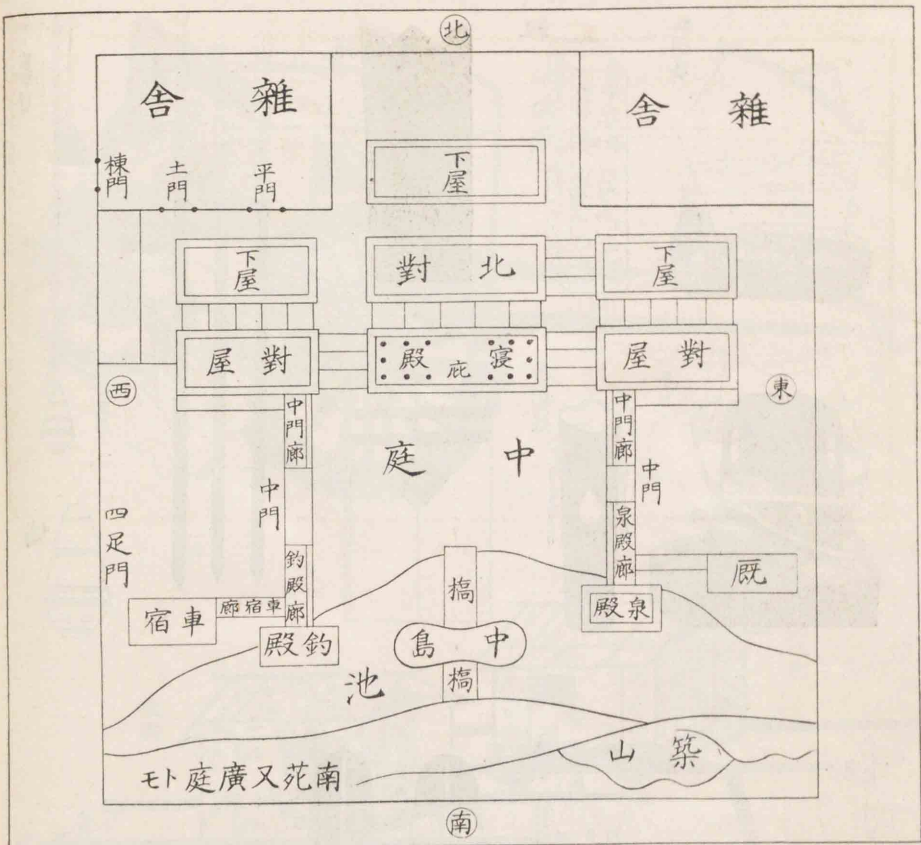 北
雜舍
雜舍
平門
土門
棟門
下屋
下屋
北對
下屋
對屋
寢殿
庇
對屋
東
西
中門廊
中門廊
中庭
中門
中門
泉殿廊
釣殿廊
四足門
厩
車宿廊
車宿
泉殿
釣殿
中島
池
築山
南苑又廣庭トモ
南